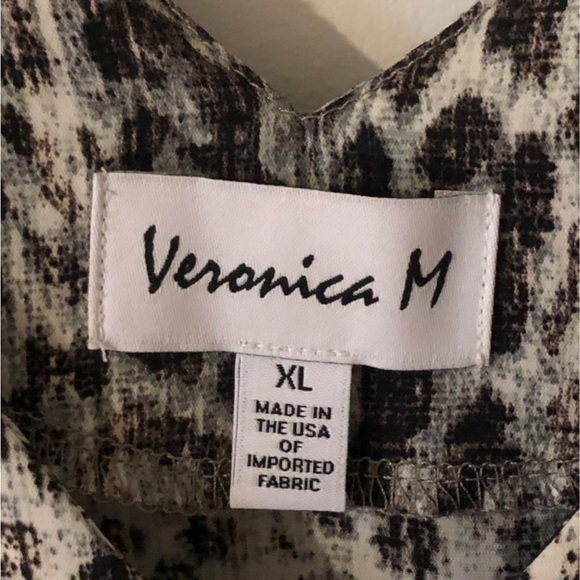 Veronica M
XL
MADE IN
THE USA
OF
IMPORTED
FABRIC